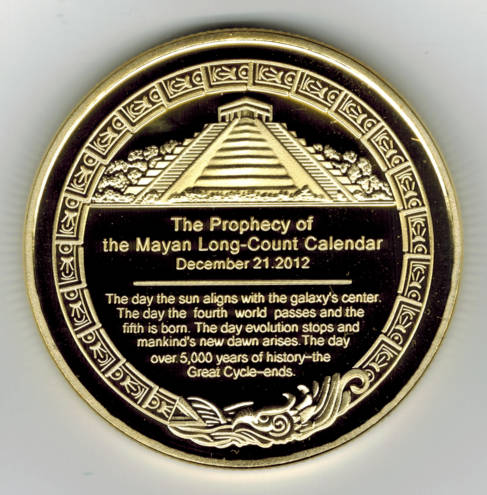 The Prophecy of
the Mayan Long-Count Calendar
December 21.2012
The day the sun aligns with the galaxy's center.
The day the fourth world passes and the
fifth is born. The day evolution stops and
mankind's new dawn arises. The day
over 5,000 years of history-the
Great Cycle-ends.